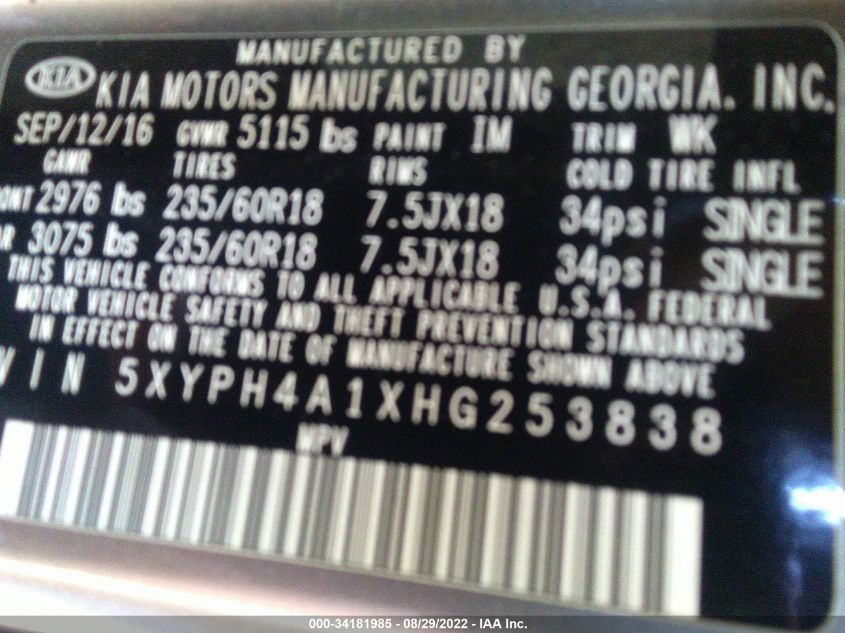 MANUFACTURED BY
KIA KIA MOTORS MANUFACTURING GEORGIA, INC.
SEP/12/16 GVWR 5115 lbs PAINT IM TRIM WK
GAWR TIRES RIMS COLD TIRE INFL
ONT 2976 lbs 235/60R18 7.5JX18 34psi SINGLE
R 3075 lbs 235/60R18 7.5JX18 34psi SINGLE
THIS VEHICLE CONFORMS TO ALL APPLICABLE U.S.A. FEDERAL
MOTOR VEHICLE SAFETY AND THEFT PREVENTION STANDARDS
IN EFFECT ON THE DATE OF MANUFACTURE SHOWN ABOVE
VIN 5XYPH4A1XHG253838
MPV
000-34181985 - 08/29/2022 - IAA Inc.